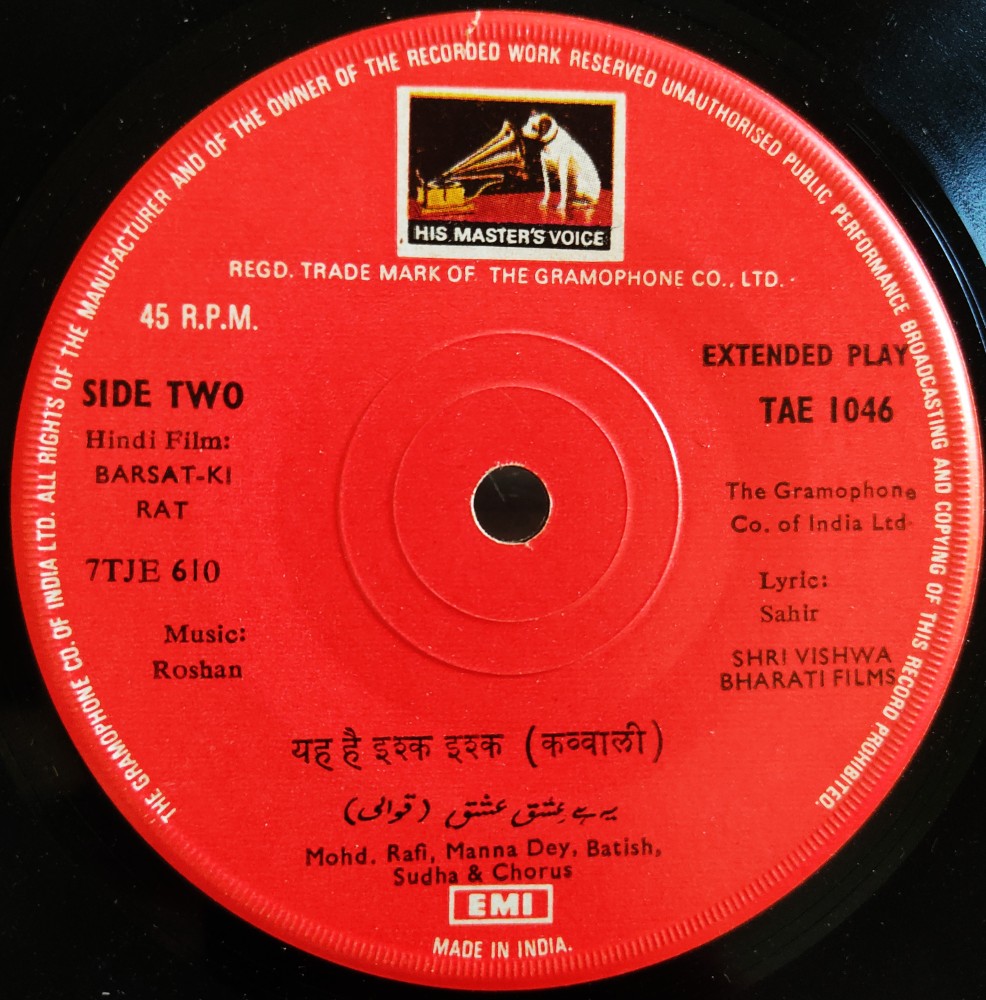 THE GRAMOPHONE CO. OF INDIA LTD. ALL RIGHTS OF THE MANUFACTURER AND OF THE OWNER OF THE RECORDED WORK RESERVED UNAUTHORISED PUBLIC PERFORMANCE BROADCASTING AND COPYING OF THIS RECORD PROHIBITED.
HIS MASTER'S VOICE
REGD. TRADE MARK OF THE GRAMOPHONE CO., LTD.
45 R.P.M.
SIDE TWO
Hindi Film:
BARSAT-KI
RAT
7TJE 610
Music:
Roshan
EXTENDED PLAY
TAE 1046
The Gramophone
Co. of India Ltd
Lyric:
Sahir
SHRI VISHWA
BHARATI FILMS
यह है इश्क इश्क (कव्वाली)
یہ ہے عِشق عشق (قوالی)
Mohd. Rafi, Manna Dey, Batish,
Sudha & Chorus
EMI
MADE IN INDIA.